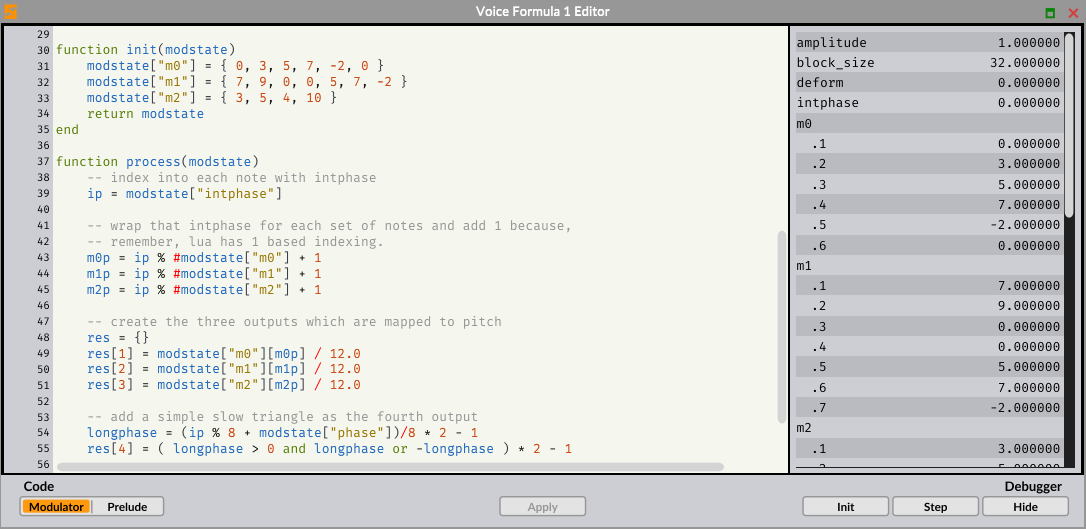 Voice Formula 1 Editor
29
30 function init(modstate)
31     modstate["m0"] = { 0, 3, 5, 7, -2, 0 }
32     modstate["m1"] = { 7, 9, 0, 0, 5, 7, -2 }
33     modstate["m2"] = { 3, 5, 4, 10 }
34     return modstate
35 end
36
37 function process(modstate)
38     -- index into each note with intphase
39     ip = modstate["intphase"]
40
41     -- wrap that intphase for each set of notes and add 1 because,
42     -- remember, lua has 1 based indexing.
43     m0p = ip % #modstate["m0"] + 1
44     m1p = ip % #modstate["m1"] + 1
45     m2p = ip % #modstate["m2"] + 1
46
47     -- create the three outputs which are mapped to pitch
48     res = {}
49     res[1] = modstate["m0"][m0p] / 12.0
50     res[2] = modstate["m1"][m1p] / 12.0
51     res[3] = modstate["m2"][m2p] / 12.0
52
53     -- add a simple slow triangle as the fourth output
54     longphase = (ip % 8 + modstate["phase"])/8 * 2 - 1
55     res[4] = ( longphase > 0 and longphase or -longphase ) * 2 - 1
56
amplitude 1.000000
block_size 32.000000
deform 0.000000
intphase 0.000000
m0
.1 0.000000
.2 3.000000
.3 5.000000
.4 7.000000
.5 -2.000000
.6 0.000000
m1
.1 7.000000
.2 9.000000
.3 0.000000
.4 0.000000
.5 5.000000
.6 7.000000
.7 -2.000000
m2
.1 3.000000
Code Debugger
Modulator Prelude Apply Init Step Hide